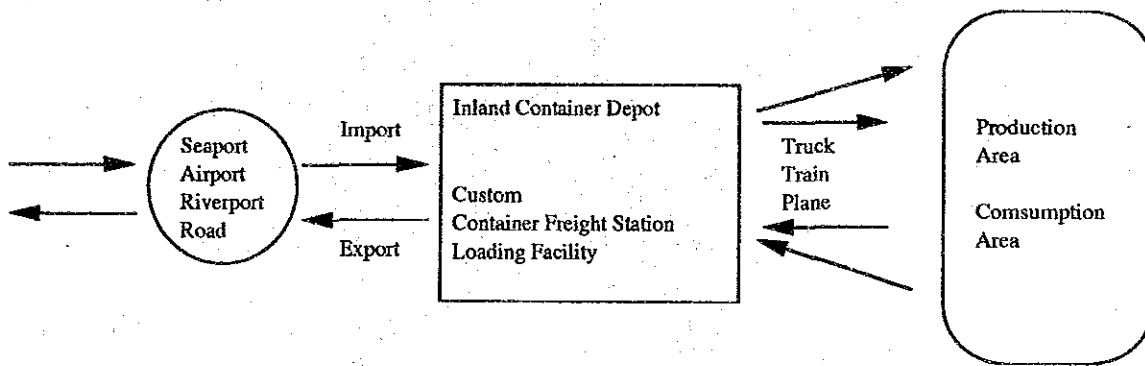 Seaport
Airport
Riverport
Road
Import
Export
Inland Container Depot
Custom
Container Freight Station
Loading Facility
Truck
Train
Plane
Production
Area
Comsumption
Area